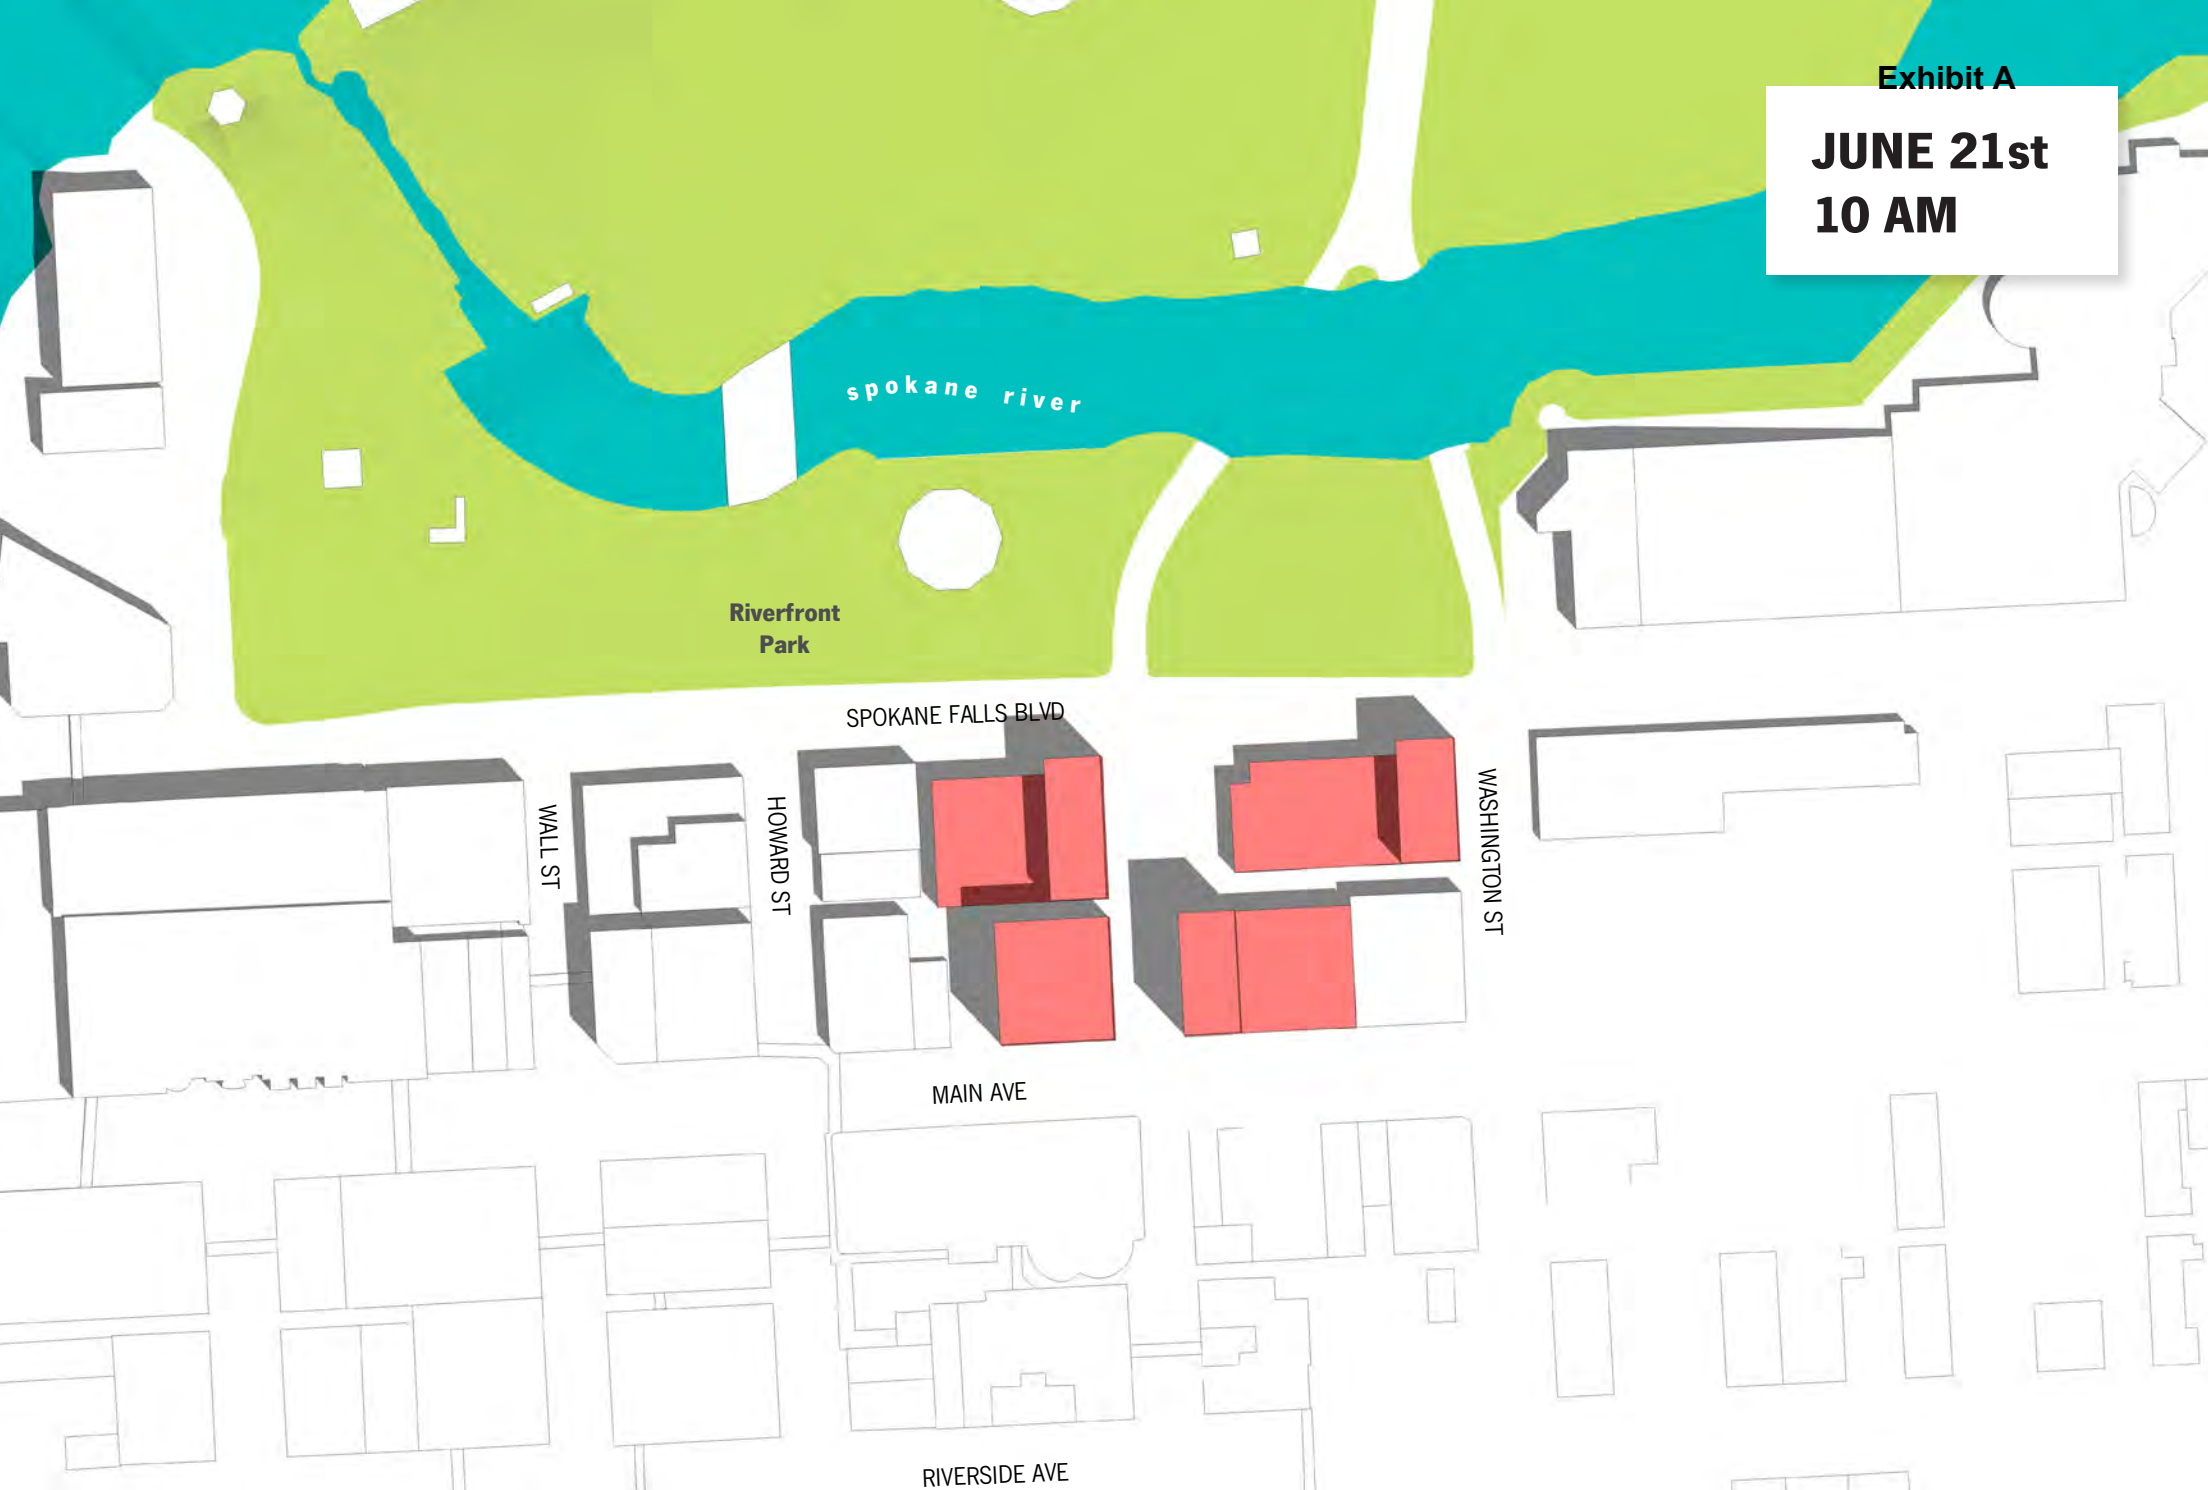 Exhibit A
JUNE 21st
10 AM
spokane river
Riverfront
Park
SPOKANE FALLS BLVD
WALL ST
HOWARD ST
WASHINGTON ST
MAIN AVE
RIVERSIDE AVE